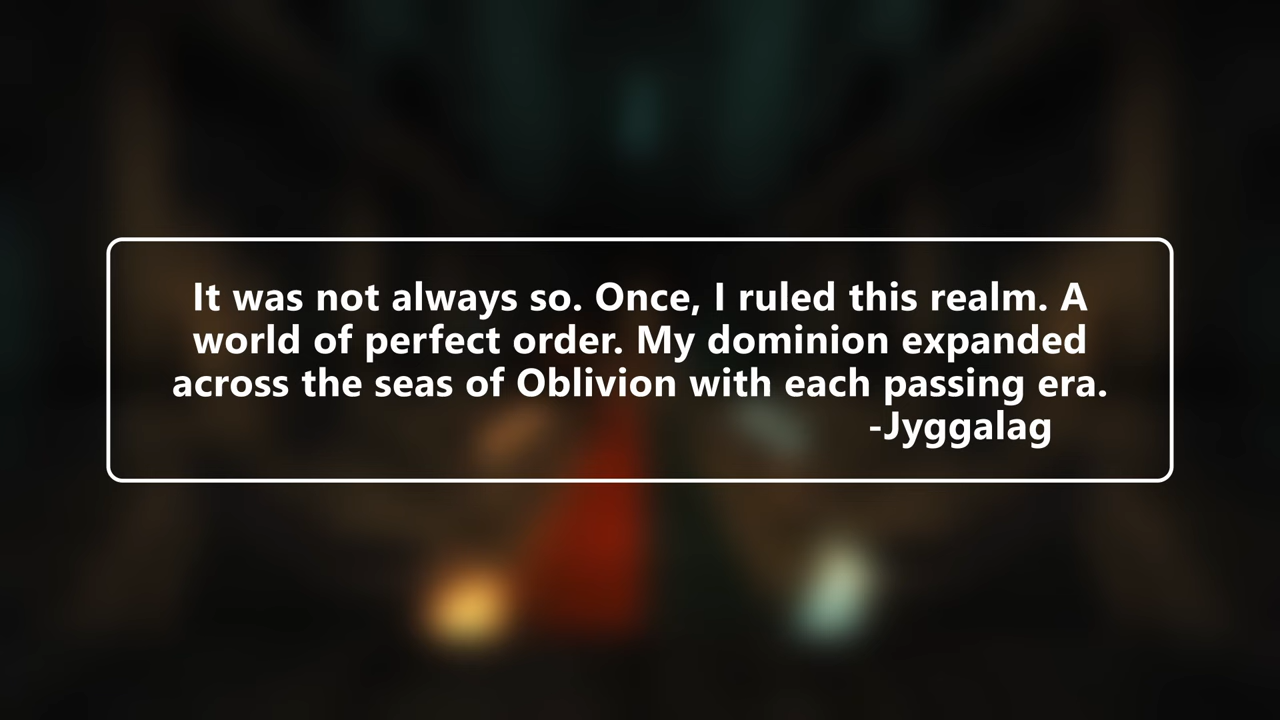 It was not always so. Once, I ruled this realm. A
world of perfect order. My dominion expanded
across the seas of Oblivion with each passing era.
-Jyggalag